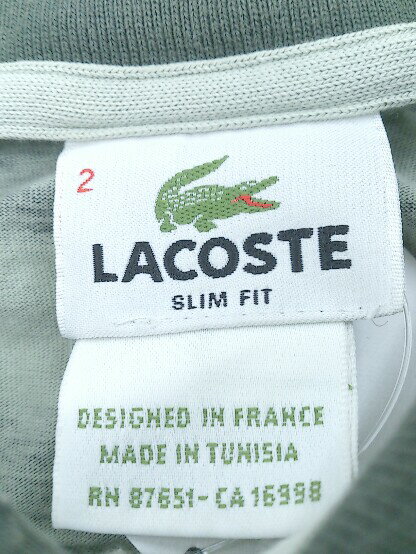 2
LACOSTE
SLIM FIT
DESIGNED IN FRANCE
MADE IN TUNISIA
RN 87651-CA 16998